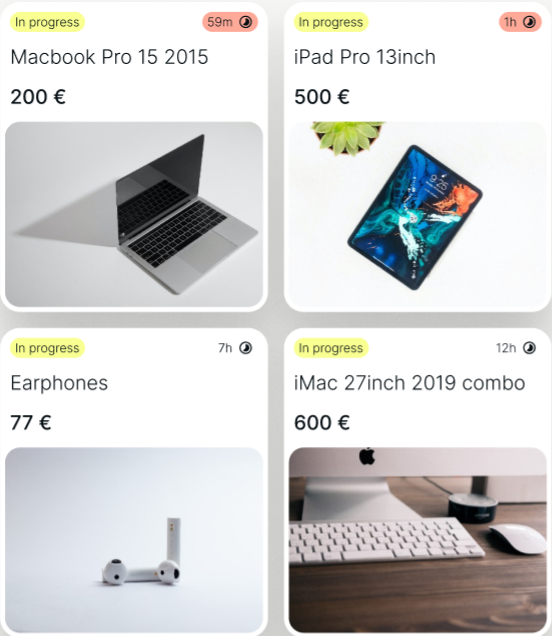 In progress 59m
Macbook Pro 15 2015
200 €
In progress 1h
iPad Pro 13inch
500 €
In progress 7h
Earphones
77 €
In progress 12h
iMac 27inch 2019 combo
600 €